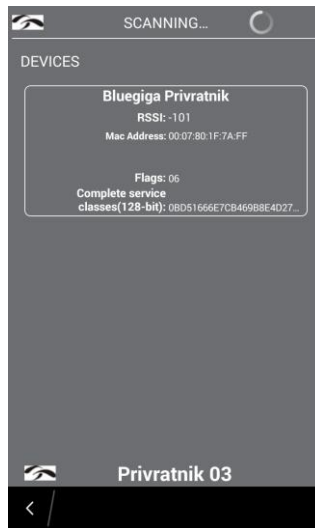 SCANNING...
DEVICES
Bluegiga Privratnik
RSSI: -101
Mac Address: 00:07:80:1F:7A:FF
Flags: 06
Complete service
classes(128-bit): 0BD51666E7CB469B8E4D27...
Privratnik 03